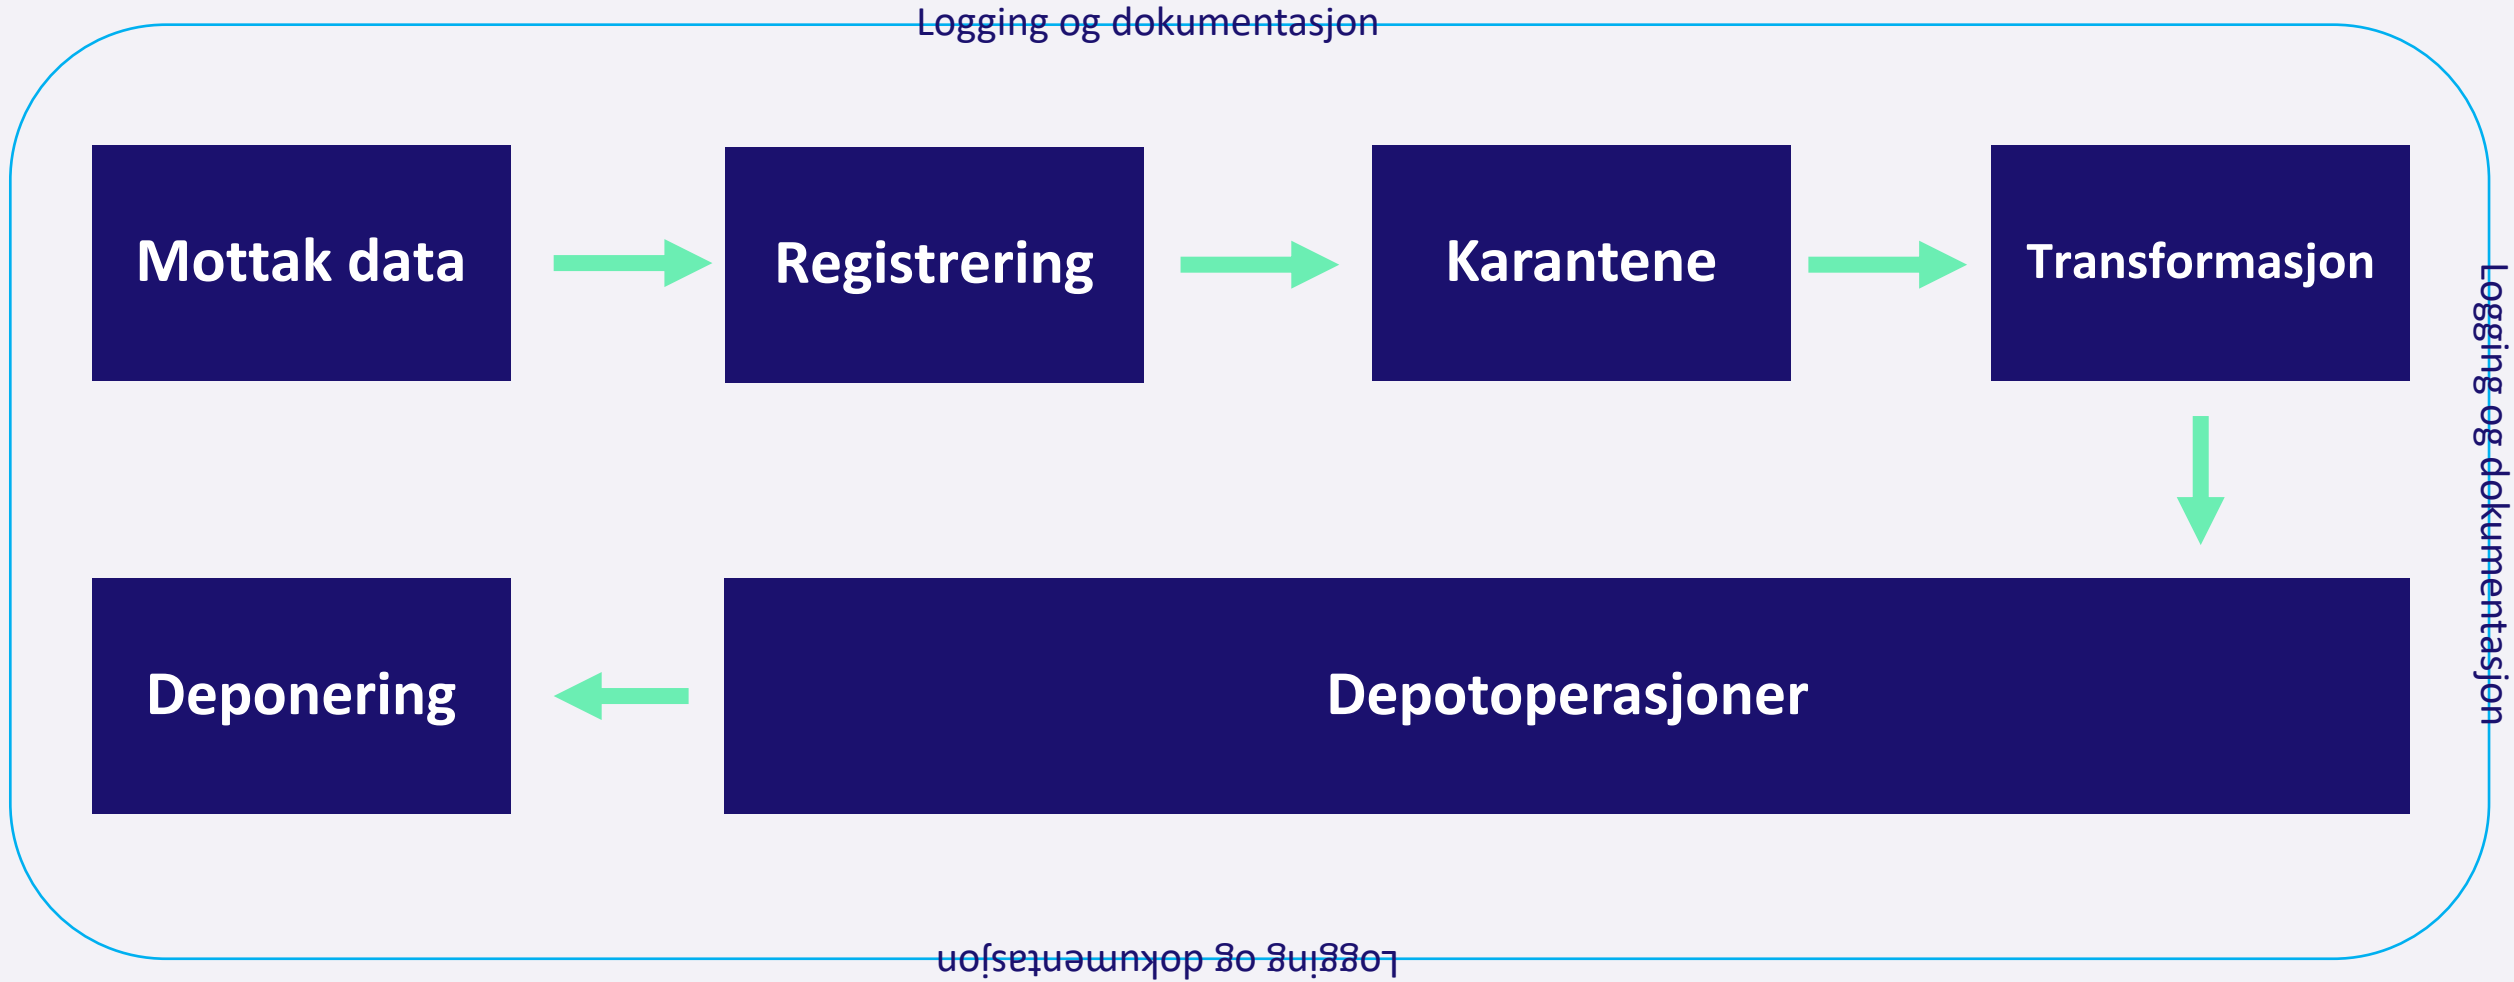 Logging og dokumentasjon
Mottak data
Registrering
Karantene
Transformasjon
Logging og dokumentasjon
Deponering
Depotoperasjoner
Logging og dokumentasjon